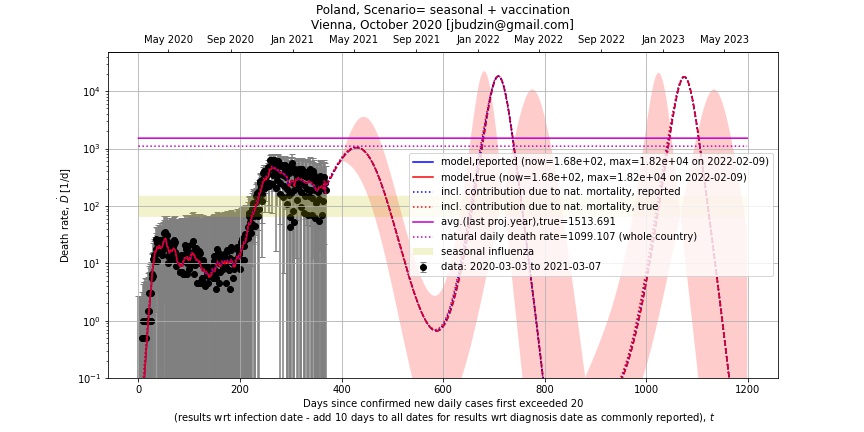 Poland, Scenario= seasonal + vaccination
Vienna, October 2020 [jbudzin@gmail.com]
May 2020 Sep 2020 Jan 2021 May 2021 Sep 2021 Jan 2022 May 2022 Sep 2022 Jan 2023 May 2023
10⁴
10³
10²
10¹
10⁰
10⁻¹
Death rate, Ḋ [1/d]
model,reported (now=1.68e+02, max=1.82e+04 on 2022-02-09)
model,true (now=1.68e+02, max=1.82e+04 on 2022-02-09)
incl. contribution due to nat. mortality, reported
incl. contribution due to nat. mortality, true
avg.(last proj.year),true=1513.691
natural daily death rate=1099.107 (whole country)
seasonal influenza
data: 2020-03-03 to 2021-03-07
0 200 400 600 800 1000 1200
Days since confirmed new daily cases first exceeded 20
(results wrt infection date - add 10 days to all dates for results wrt diagnosis date as commonly reported), t